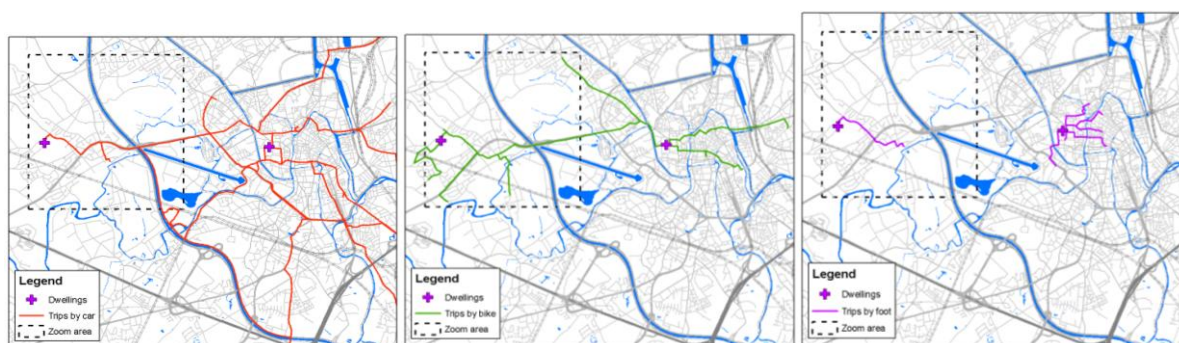 Legend
Dwellings
Trips by car
Zoom area
Legend
Dwellings
Trips by bike
Zoom area
Legend
Dwellings
Trips by foot
Zoom area